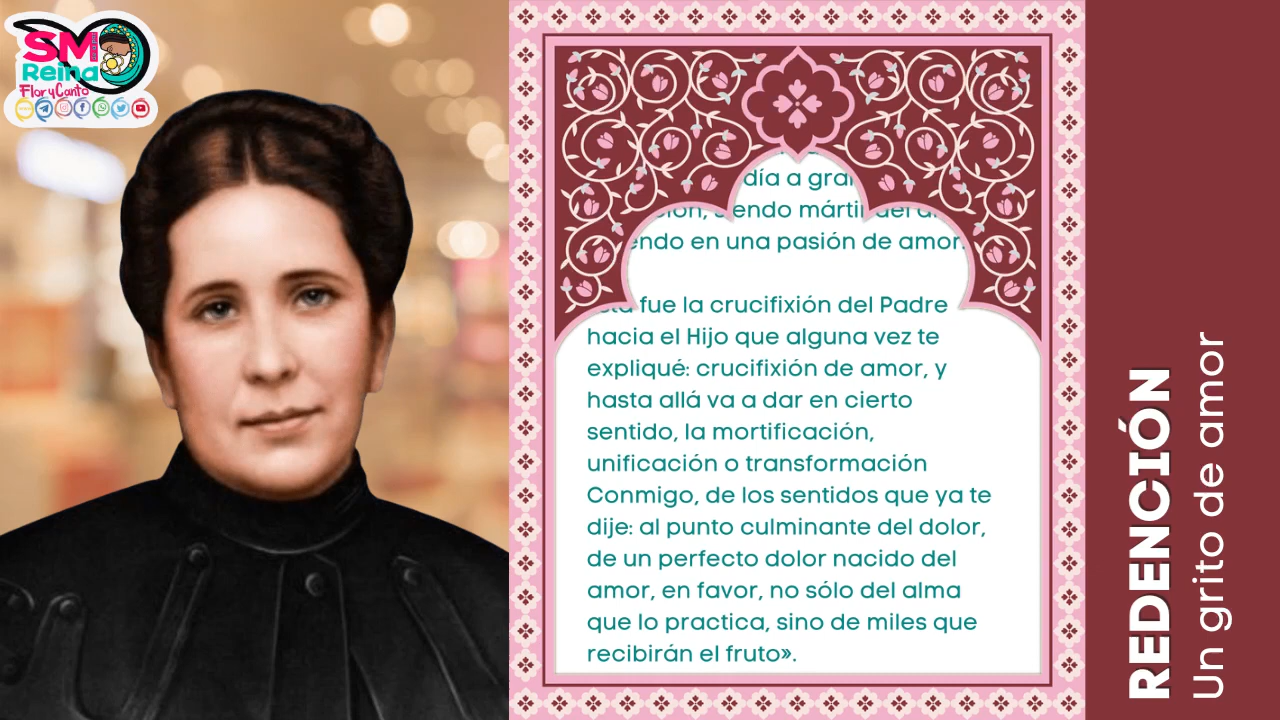 SM
Reina
Flor y Canto
día a
endo en una pasión de amor.
fue la crucifixión del Padre
hacia el Hijo que alguna vez te
expliqué: crucifixión de amor, y
hasta allá va a dar en cierto
sentido, la mortificación,
unificación o transformación
Conmigo, de los sentidos que ya te
dije: al punto culminante del dolor,
de un perfecto dolor nacido del
amor, en favor, no sólo del alma
que lo practica, sino de miles que
recibirán el fruto».
REDENCIÓN
Un grito de amor